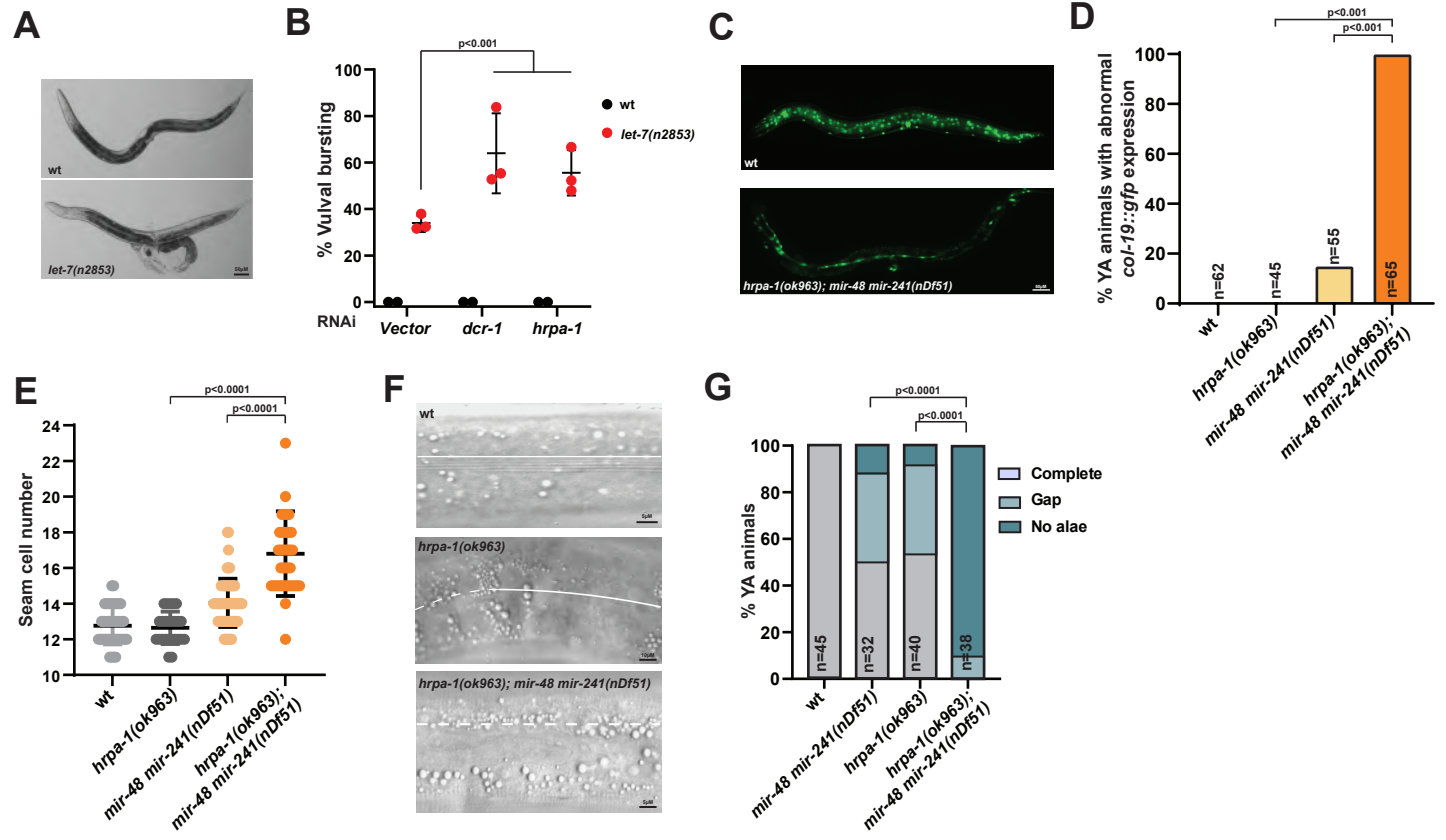 A
wt
let-7(n2853)
50μM
B
p<0.001
% Vulval bursting
100
80
60
40
20
0
RNAi
Vector
dcr-1
hrpa-1
wt
let-7(n2853)
C
wt
hrpa-1(ok963); mir-48 mir-241(nDf51)
50μM
D
p<0.001
p<0.001
% YA animals with abnormal
col-19::gfp expression
100
80
60
40
20
0
n=62
n=45
n=55
n=65
wt
hrpa-1(ok963)
mir-48 mir-241(nDf51)
hrpa-1(ok963);
mir-48 mir-241(nDf51)
E
p<0.0001
p<0.0001
Seam cell number
24
22
20
18
16
14
12
10
wt
hrpa-1(ok963)
mir-48 mir-241(nDf51)
hrpa-1(ok963);
mir-48 mir-241(nDf51)
F
wt
5μM
hrpa-1(ok963)
10μM
hrpa-1(ok963); mir-48 mir-241(nDf51)
5μM
G
p<0.0001
p<0.0001
% YA animals
100
80
60
40
20
0
n=45
n=32
n=40
n=38
wt
mir-48 mir-241(nDf51)
hrpa-1(ok963)
hrpa-1(ok963);
mir-48 mir-241(nDf51)
Complete
Gap
No alae